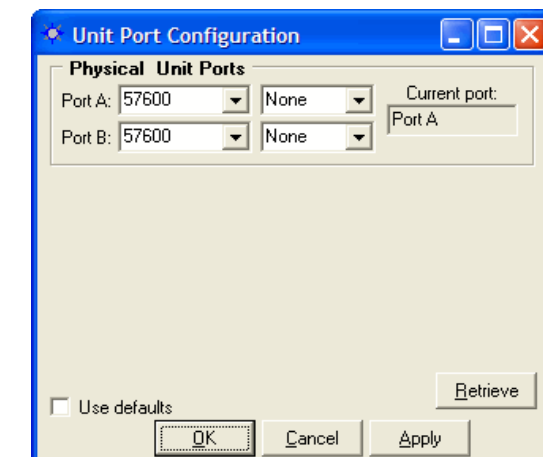 Unit Port Configuration
Physical Unit Ports
Port A: 57600 None Current port:
Port A
Port B: 57600 None
Retrieve
Use defaults
OK Cancel Apply